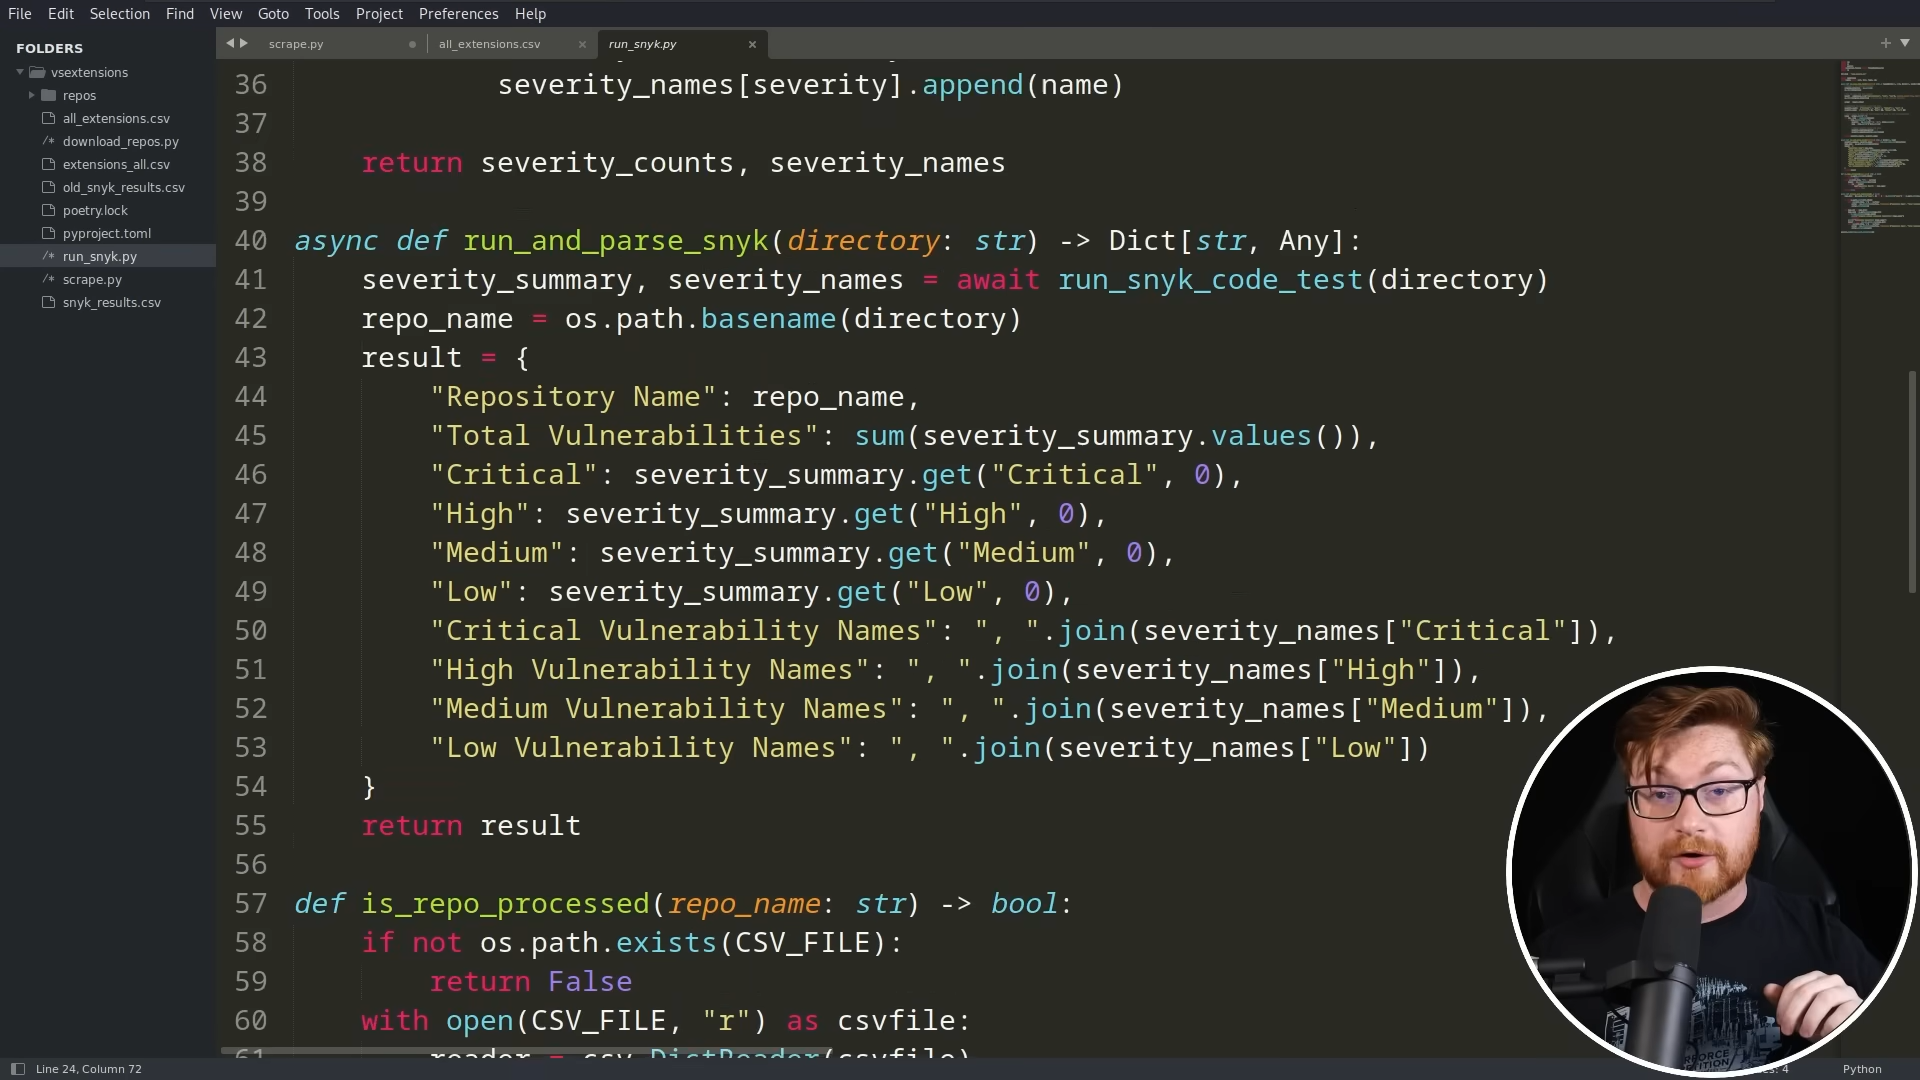 File Edit Selection Find View Goto Tools Project Preferences Help
FOLDERS
vsextensions
repos
all_extensions.csv
/* download_repos.py
extensions_all.csv
old_snyk_results.csv
poetry.lock
pyproject.toml
/* run_snyk.py
/* scrape.py
snyk_results.csv
scrape.py all_extensions.csv × run_snyk.py ×
36 severity_names[severity].append(name)
37
38 return severity_counts, severity_names
39
40 async def run_and_parse_snyk(directory: str) -> Dict[str, Any]:
41 severity_summary, severity_names = await run_snyk_code_test(directory)
42 repo_name = os.path.basename(directory)
43 result = {
44 "Repository Name": repo_name,
45 "Total Vulnerabilities": sum(severity_summary.values()),
46 "Critical": severity_summary.get("Critical", 0),
47 "High": severity_summary.get("High", 0),
48 "Medium": severity_summary.get("Medium", 0),
49 "Low": severity_summary.get("Low", 0),
50 "Critical Vulnerability Names": ", ".join(severity_names["Critical"]),
51 "High Vulnerability Names": ", ".join(severity_names["High"]),
52 "Medium Vulnerability Names": ", ".join(severity_names["Medium"]),
53 "Low Vulnerability Names": ", ".join(severity_names["Low"])
54 }
55 return result
56
57 def is_repo_processed(repo_name: str) -> bool:
58 if not os.path.exists(CSV_FILE):
59 return False
60 with open(CSV_FILE, "r") as csvfile:
61 reader = csv.DictReader(csvfile)
Line 24, Column 72
4
Python